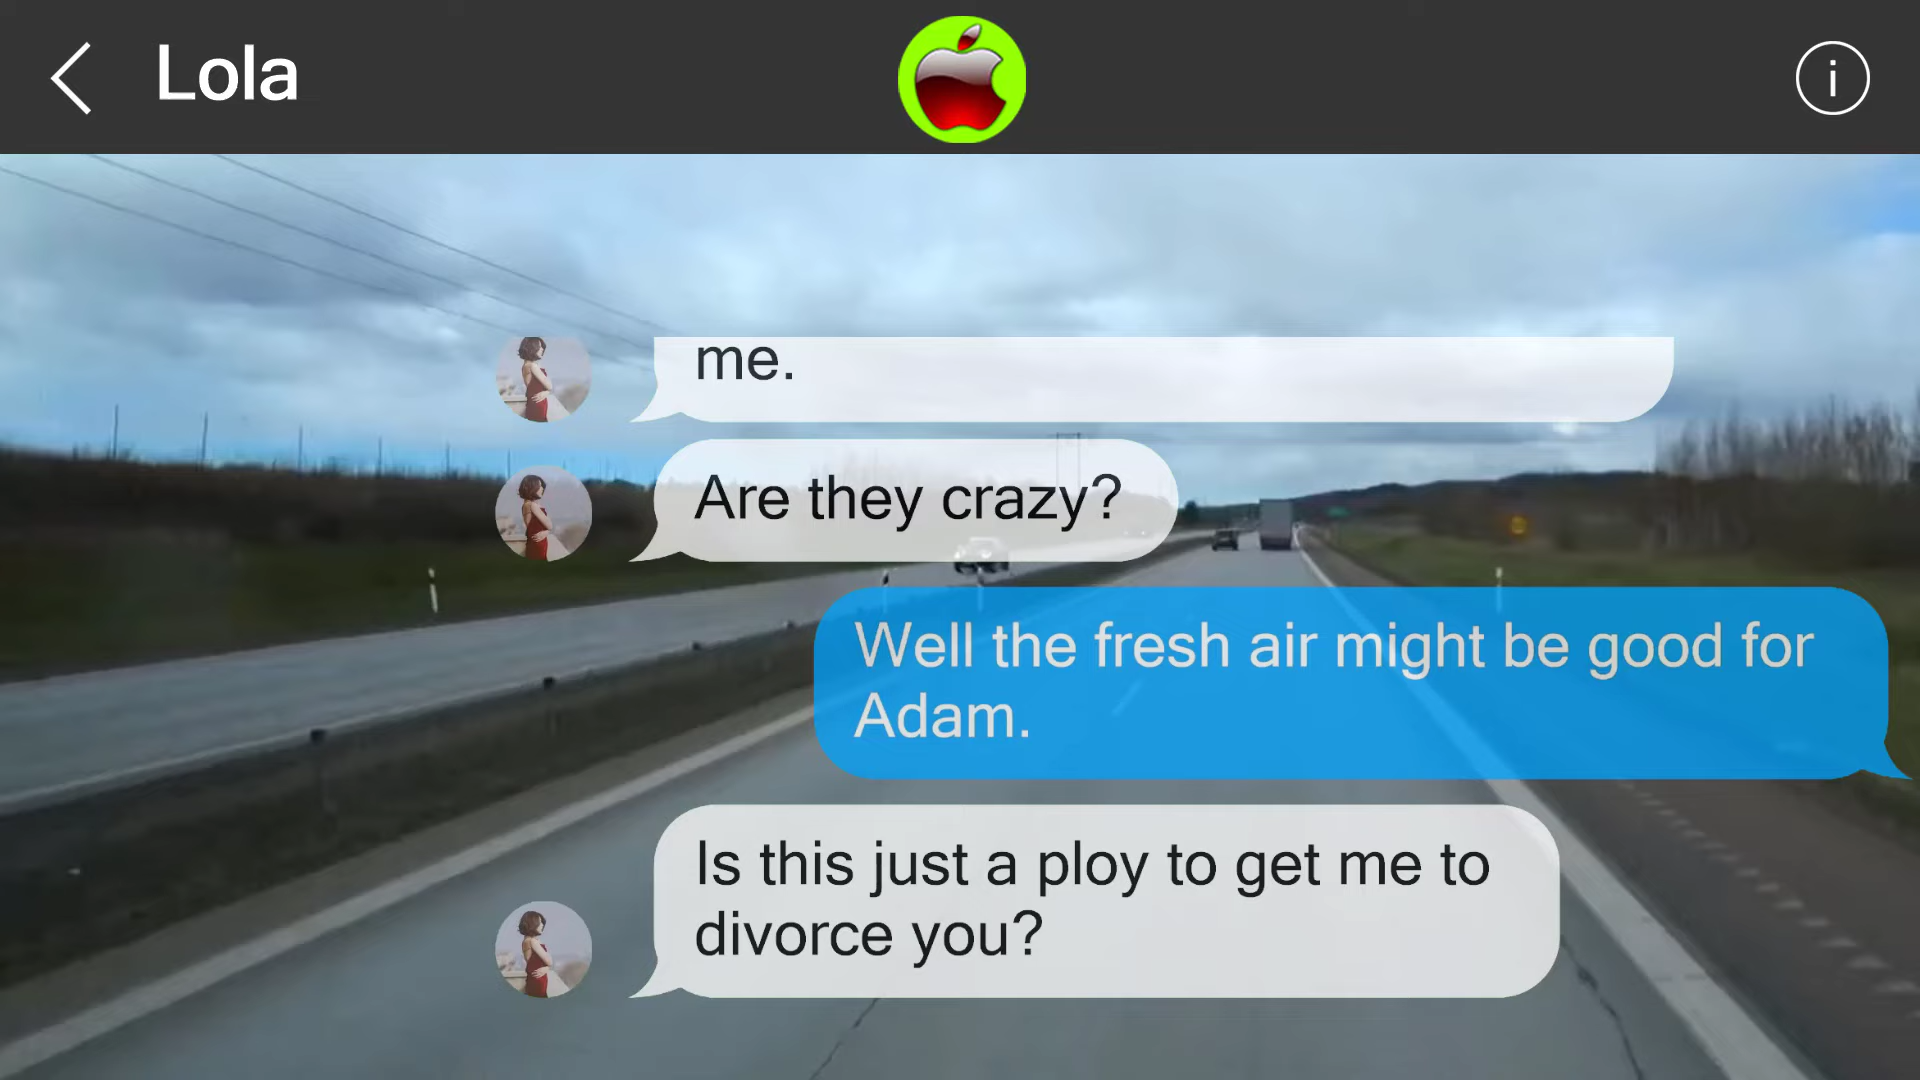 Lola
i
me.
Are they crazy?
Well the fresh air might be good for
Adam.
Is this just a ploy to get me to
divorce you?